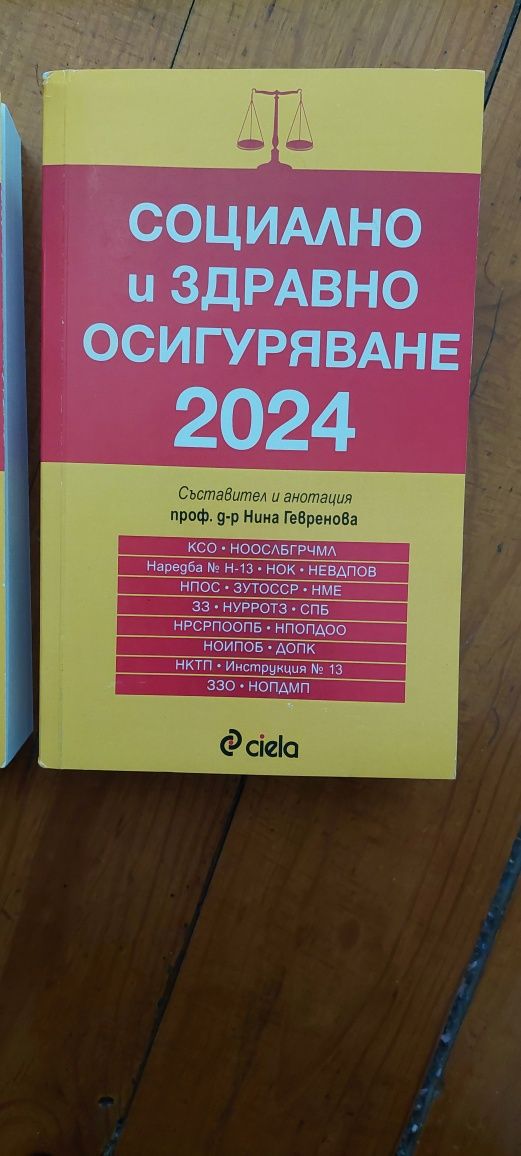 СОЦИАЛНО
и ЗДРАВНО
ОСИГУРЯВАНЕ
2024
Съставител и анотация
проф. д-р Нина Гевренова
КСО • НООСЛБГРЧМЛ
Наредба № Н-13 • НОК • НЕВДПОВ
НПОС • ЗУТОССР • НМЕ
ЗЗ • НУРРОТЗ • СПБ
НРСРПООПБ • НПОПДОО
НОИПОБ • ДОПК
НКТП • Инструкция № 13
ЗЗО • НОПДМП
ciela